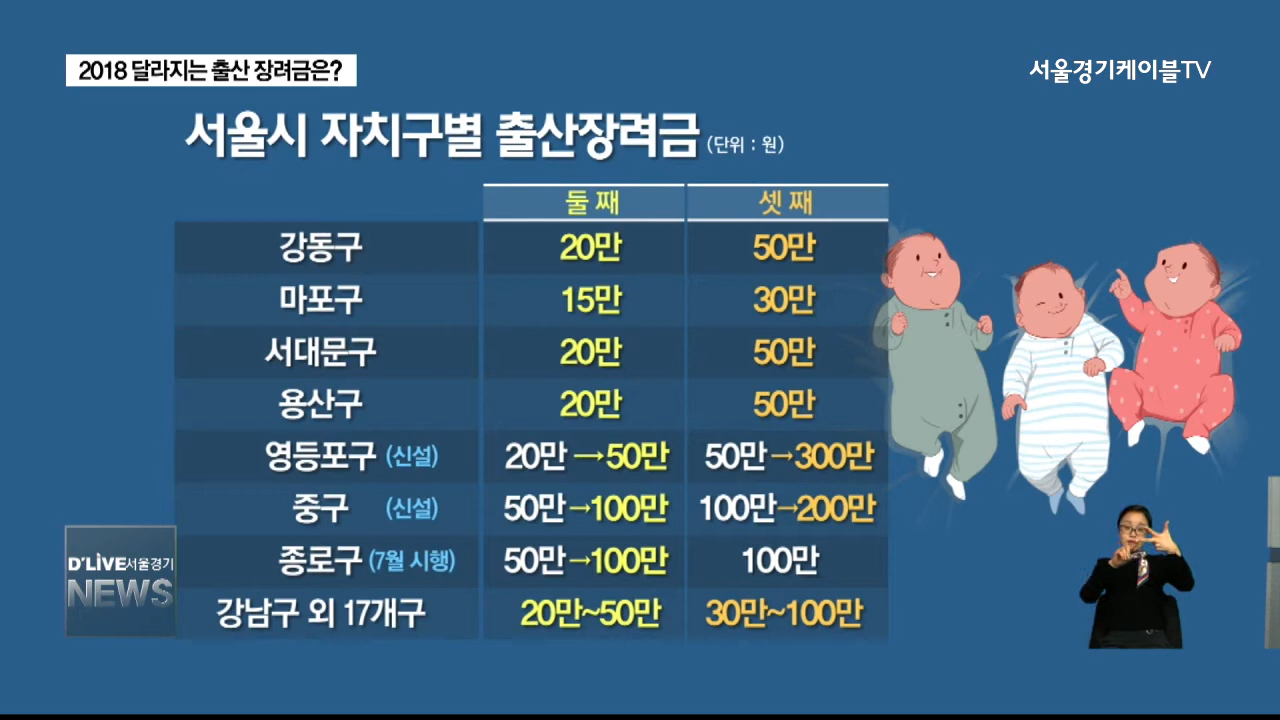 2018 달라지는 출산 장려금은?
서울경기케이블TV
서울시 자치구별 출산장려금 (단위 : 원)
둘 째 셋 째
강동구 20만 50만
마포구 15만 30만
서대문구 20만 50만
용산구 20만 50만
영등포구 (신설) 20만→50만 50만→300만
중구 (신설) 50만→100만 100만→200만
종로구 (7월 시행) 50만→100만 100만
강남구 외 17개구 20만~50만 30만~100만
D'LIVE서울경기
NEWS